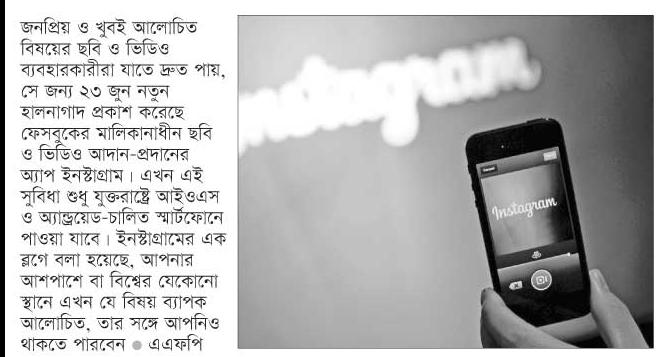 জনপ্রিয় ও খুবই আলোচিত
বিষয়ের ছবি ও ভিডিও
ব্যবহারকারীরা যাতে দ্রুত পায়,
সে জন্য ২৩ জুন নতুন
হালনাগাদ প্রকাশ করেছে
ফেসবুকের মালিকানাধীন ছবি
ও ভিডিও আদান-প্রদানের
অ্যাপ ইনস্টাগ্রাম। এখন এই
সুবিধা শুধু যুক্তরাষ্ট্রে আইওএস
ও অ্যান্ড্রয়েড-চালিত স্মার্টফোনে
পাওয়া যাবে। ইনস্টাগ্রামের এক
ব্লগে বলা হয়েছে, আপনার
আশপাশে বা বিশ্বের যেকোনো
স্থানে এখন যে বিষয় ব্যাপক
আলোচিত, তার সঙ্গে আপনিও
থাকতে পারবেন ● এএফপি
Instagram
Instagram